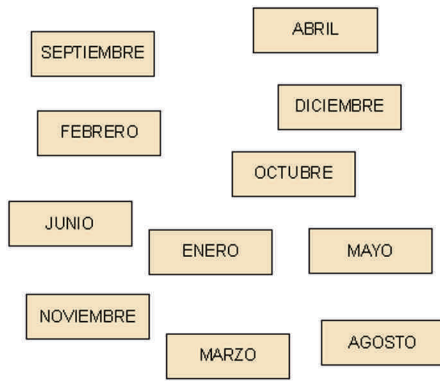 ABRIL
SEPTIEMBRE
DICIEMBRE
FEBRERO
OCTUBRE
JUNIO
ENERO
MAYO
NOVIEMBRE
MARZO
AGOSTO